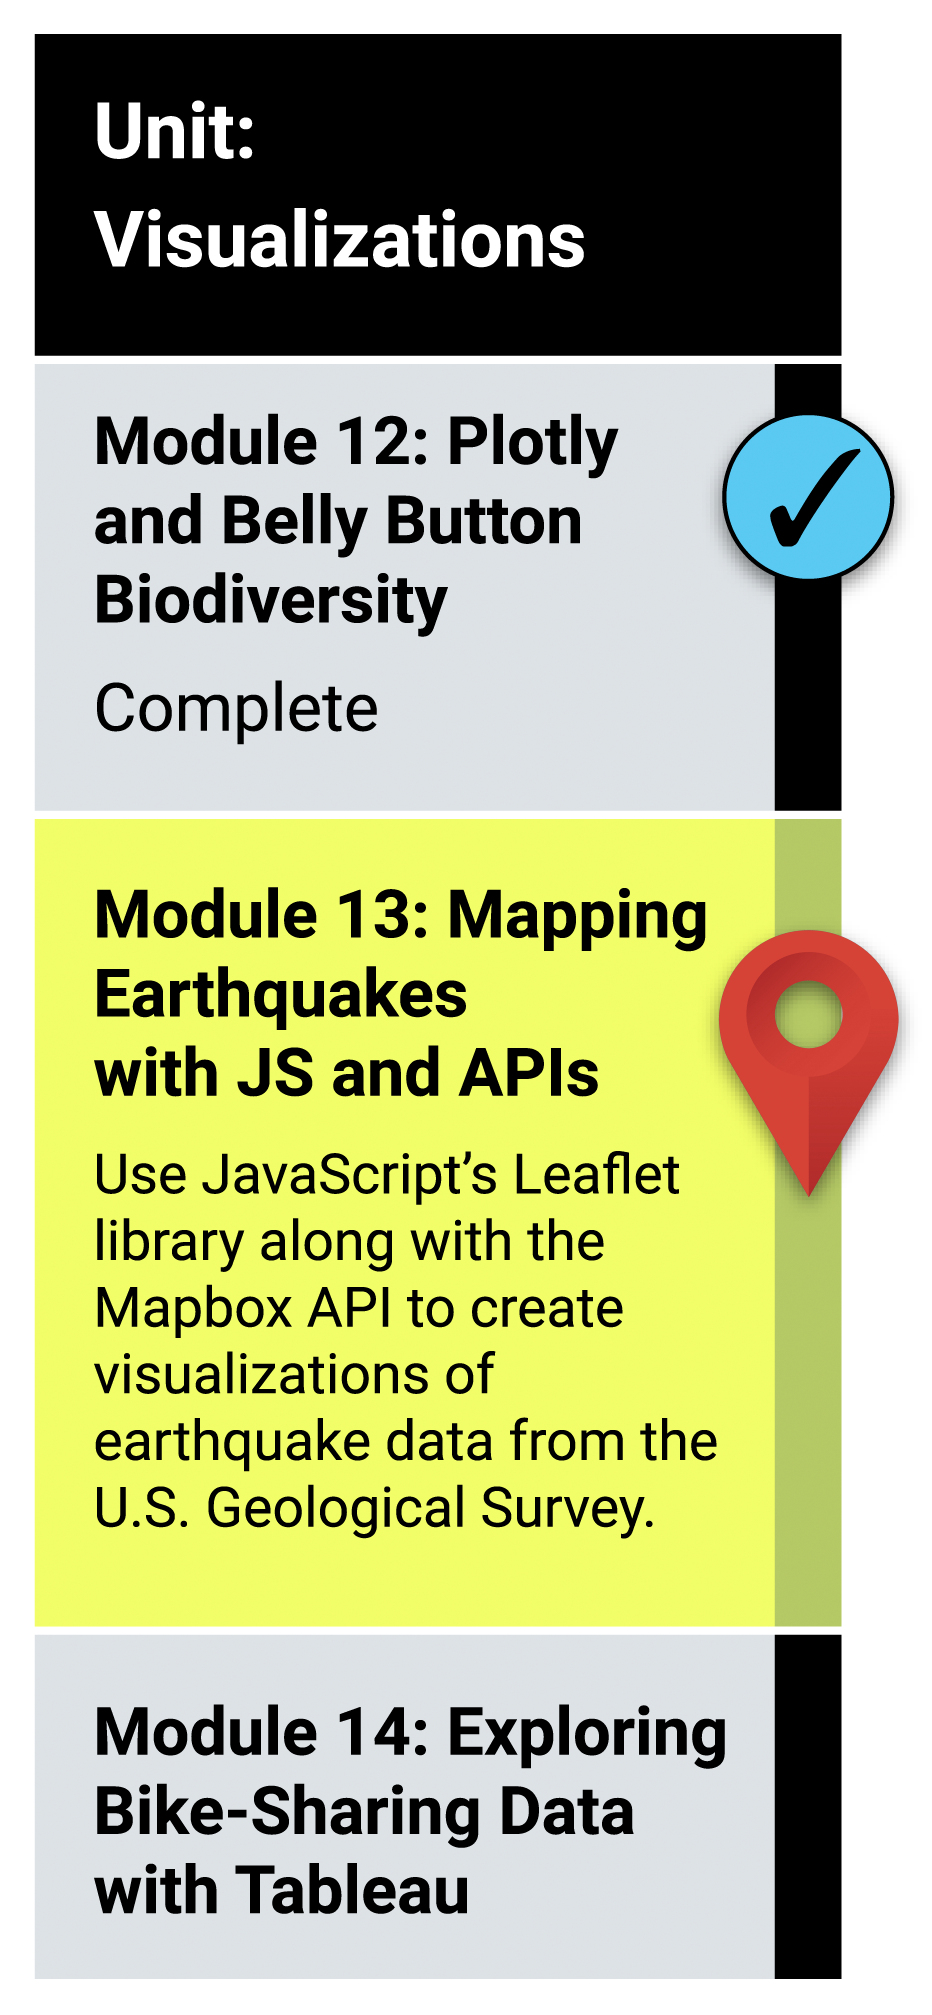 Unit:
Visualizations
Module 12: Plotly
and Belly Button
Biodiversity
Complete
Module 13: Mapping
Earthquakes
with JS and APIs
Use JavaScript’s Leaflet
library along with the
Mapbox API to create
visualizations of
earthquake data from the
U.S. Geological Survey.
Module 14: Exploring
Bike-Sharing Data
with Tableau